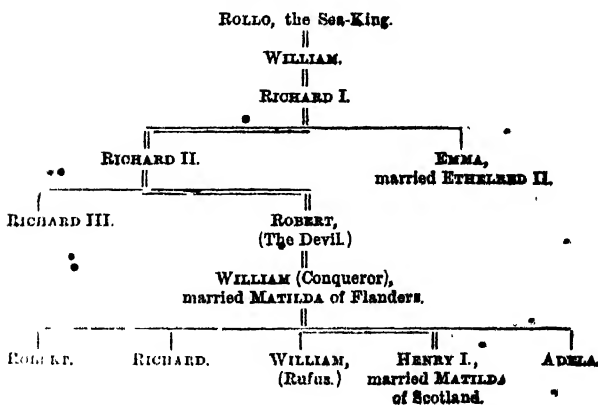 ROLLO, the Sea-King.
WILLIAM.
RICHARD I.
RICHARD II.
EMMA,
married ETHELRED II.
RICHARD III.
ROBERT,
(The Devil.)
WILLIAM (Conqueror),
married MATILDA of Flanders.
ROBERT.
RICHARD.
WILLIAM,
(Rufus.)
HENRY I.,
married MATILDA
of Scotland.
ADELA.